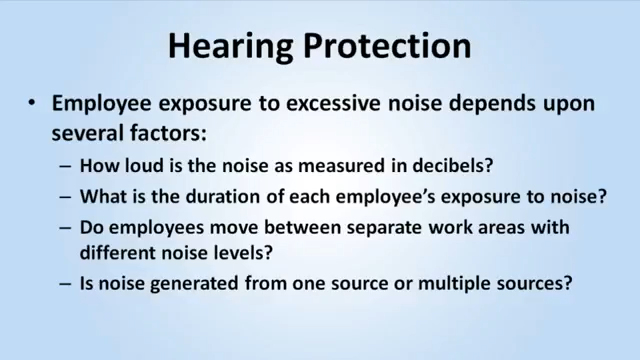 Hearing Protection
• Employee exposure to excessive noise depends upon
several factors:
– How loud is the noise as measured in decibels?
– What is the duration of each employee's exposure to noise?
– Do employees move between separate work areas with
different noise levels?
– Is noise generated from one source or multiple sources?